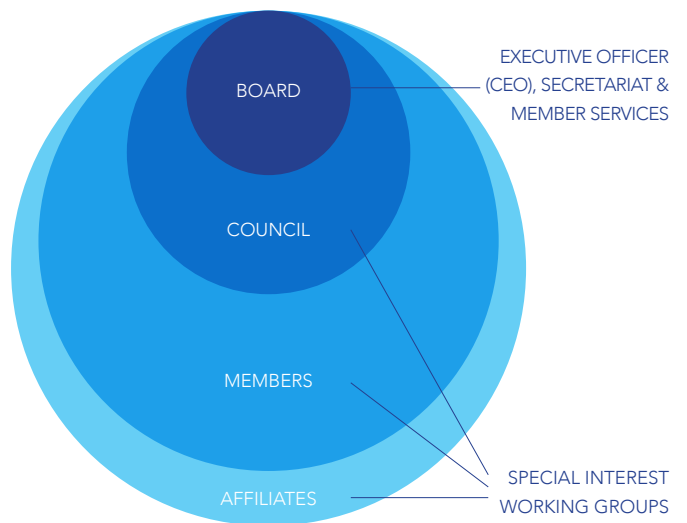 BOARD
EXECUTIVE OFFICER
(CEO), SECRETARIAT &
MEMBER SERVICES
COUNCIL
MEMBERS
AFFILIATES
SPECIAL INTEREST
WORKING GROUPS